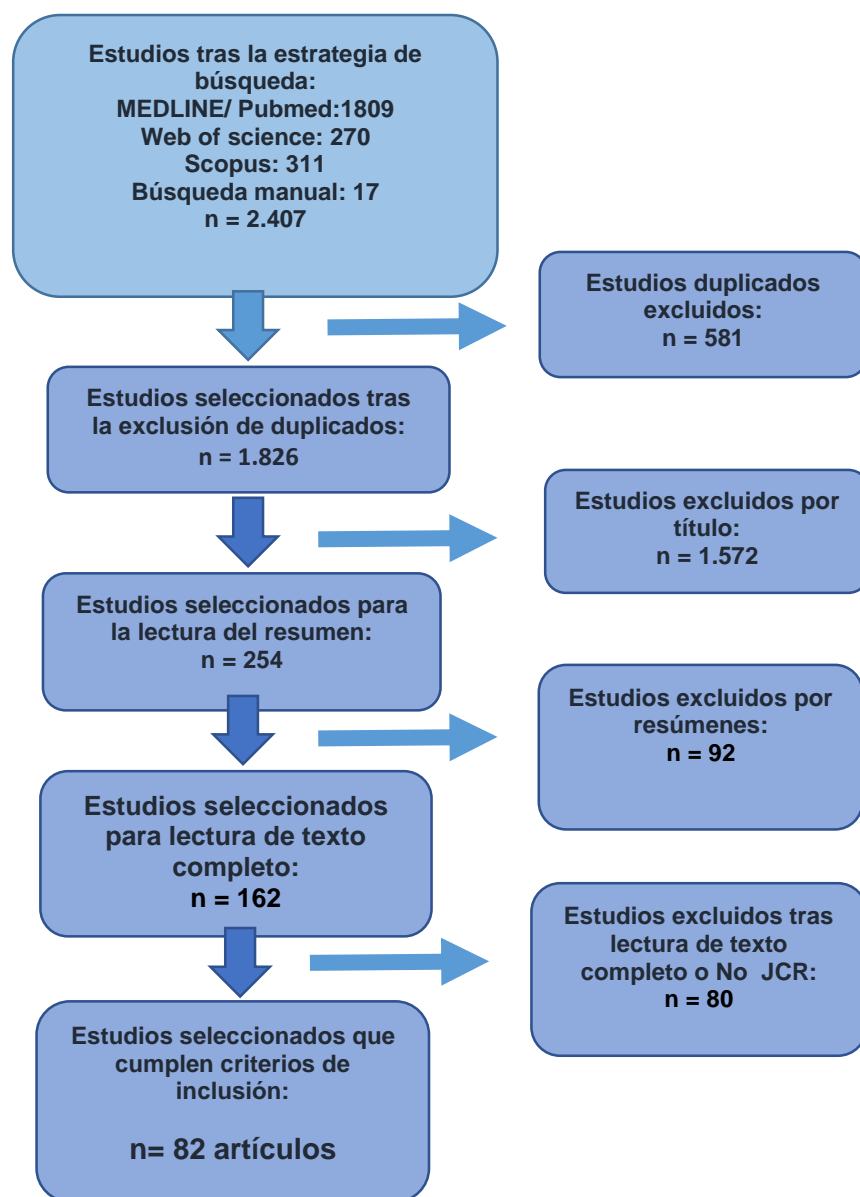 Estudios tras la estrategia de
búsqueda:
MEDLINE/ Pubmed:1809
Web of science: 270
Scopus: 311
Búsqueda manual: 17
n = 2.407
Estudios duplicados
excluidos:
n = 581
Estudios seleccionados tras
la exclusión de duplicados:
n = 1.826
Estudios excluidos por
título:
n = 1.572
Estudios seleccionados para
la lectura del resumen:
n = 254
Estudios excluidos por
resúmenes:
n = 92
Estudios seleccionados
para lectura de texto
completo:
n = 162
Estudios excluidos tras
lectura de texto
completo o No JCR:
n = 80
Estudios seleccionados que
cumplen criterios de
inclusión:
n= 82 artículos